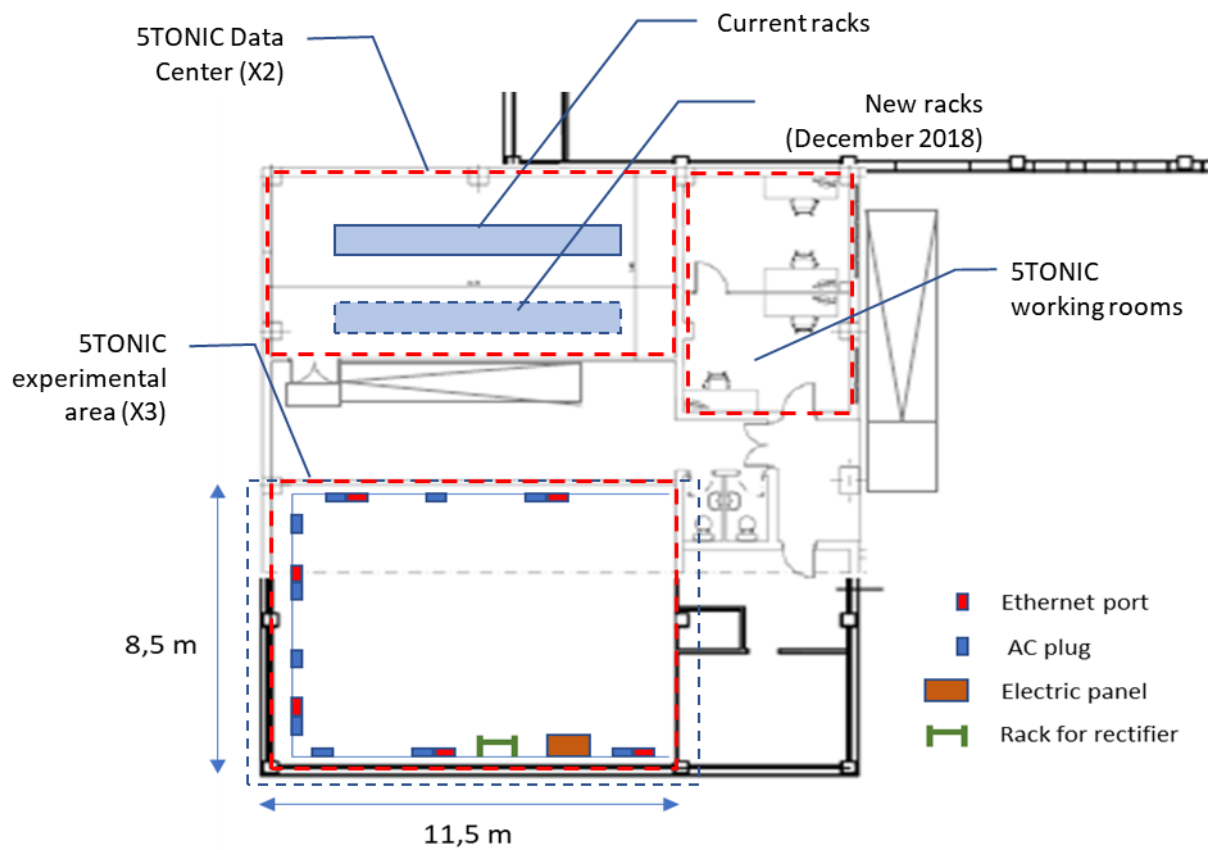 5TONIC Data
Center (X2)
Current racks
New racks
(December 2018)
5TONIC
working rooms
5TONIC
experimental
area (X3)
8,5 m
11,5 m
Ethernet port
AC plug
Electric panel
Rack for rectifier